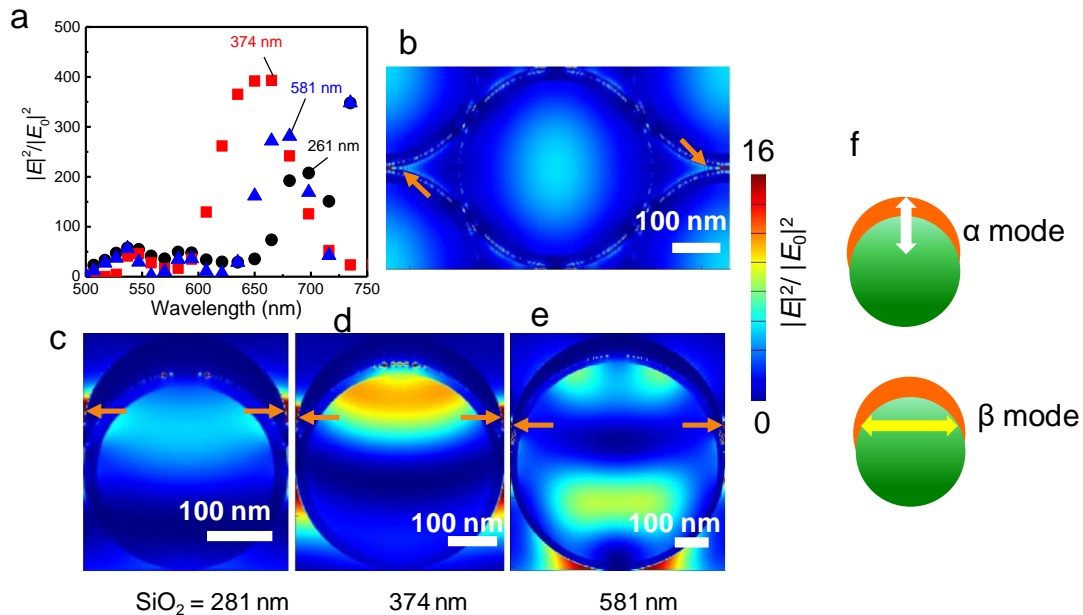 a
500
400
300
200
100
0
|E|²/|E₀|²
374 nm
581 nm
261 nm
500 550 600 650 700 750
Wavelength (nm)
b
100 nm
16
|E|²/ |E₀|²
0
f
α mode
β mode
c
100 nm
d
100 nm
e
100 nm
SiO₂ = 281 nm
374 nm
581 nm